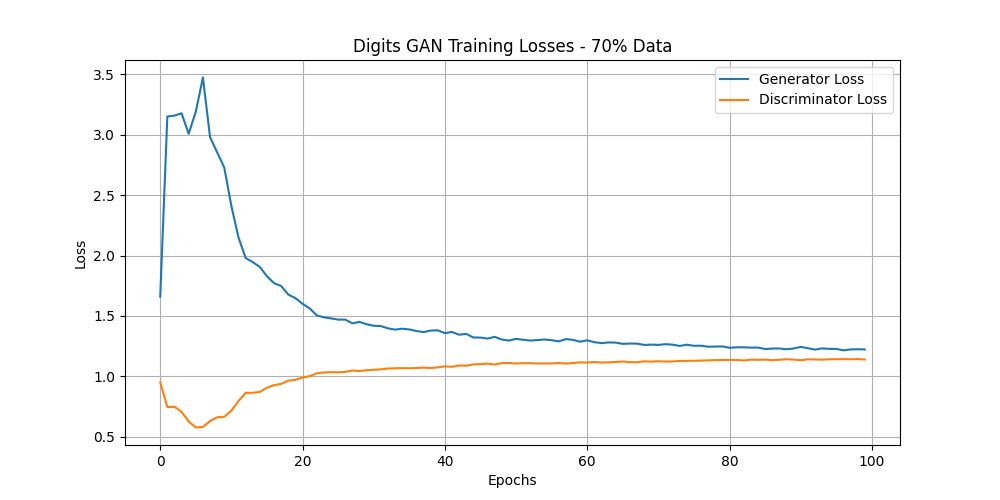 Digits GAN Training Losses - 70% Data
Generator Loss
Discriminator Loss
Loss
3.5
3.0
2.5
2.0
1.5
1.0
0.5
0 20 40 60 80 100
Epochs